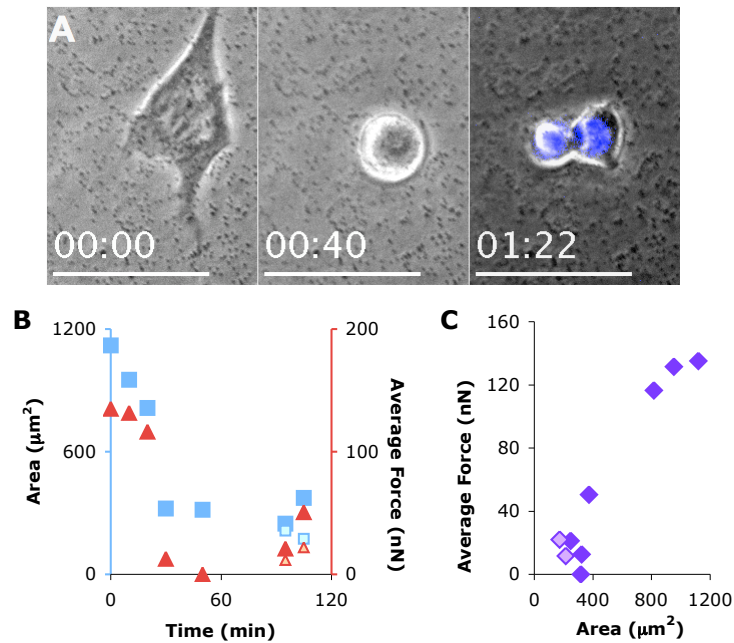 A
00:00 00:40 01:22
B
1200
600
0
Area (μm²)
200
100
0
Average Force (nN)
0 60 120
Time (min)
C
160
120
80
40
0
Average Force (nN)
0 400 800 1200
Area (μm²)